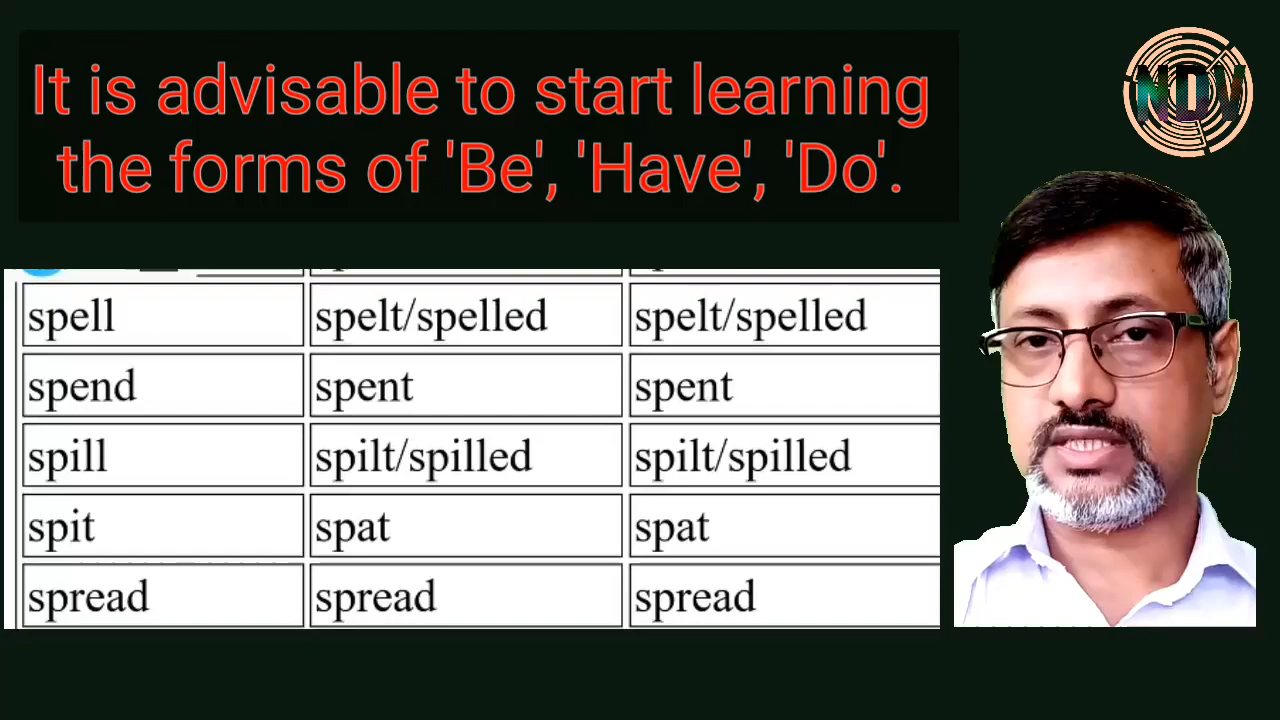 It is advisable to start learning
the forms of 'Be', 'Have', 'Do'.
NDV
spell spelt/spelled spelt/spelled
spend spent spent
spill spilt/spilled spilt/spilled
spit spat spat
spread spread spread